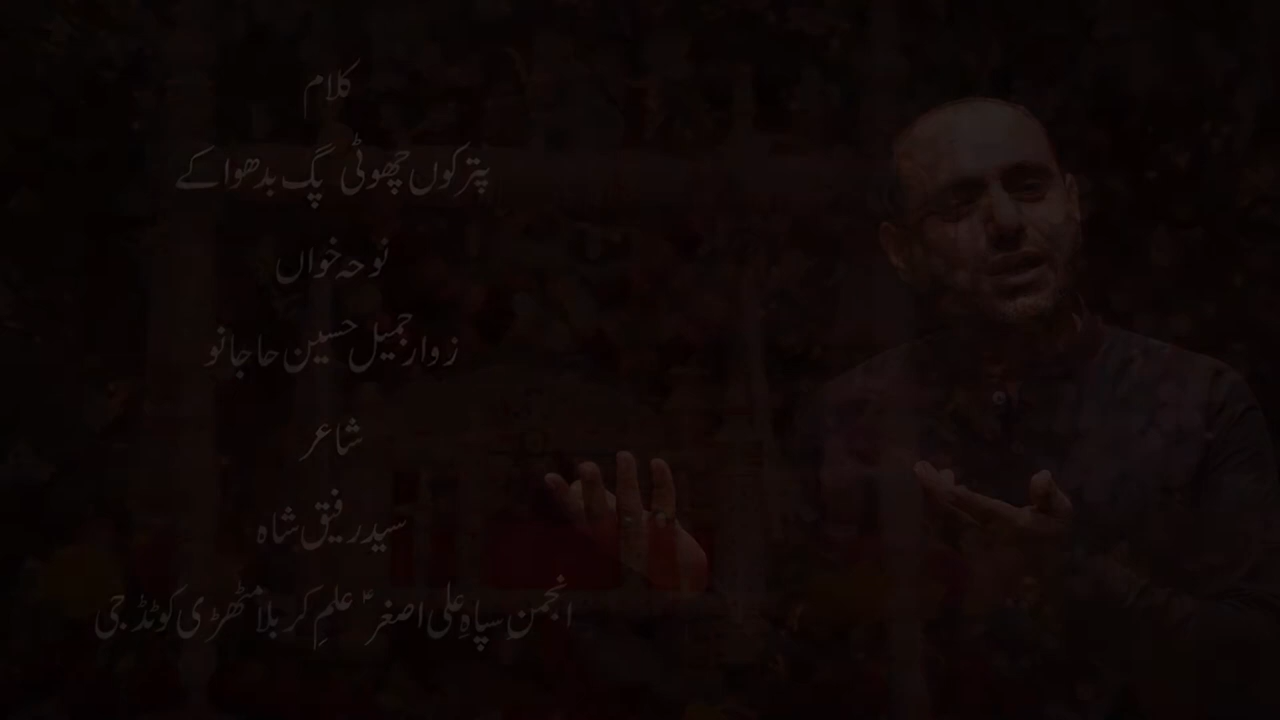 کلام
پتر کوں چھوٹی پگ بدھوا کے
نوحہ خواں
زوار جمیل حسین حاجانو
شاعر
سید رفیق شاہ
انجمنِ سپاہِ علی اصغرؑ علمِ کربلا مٹھڑی کوٹڈجی